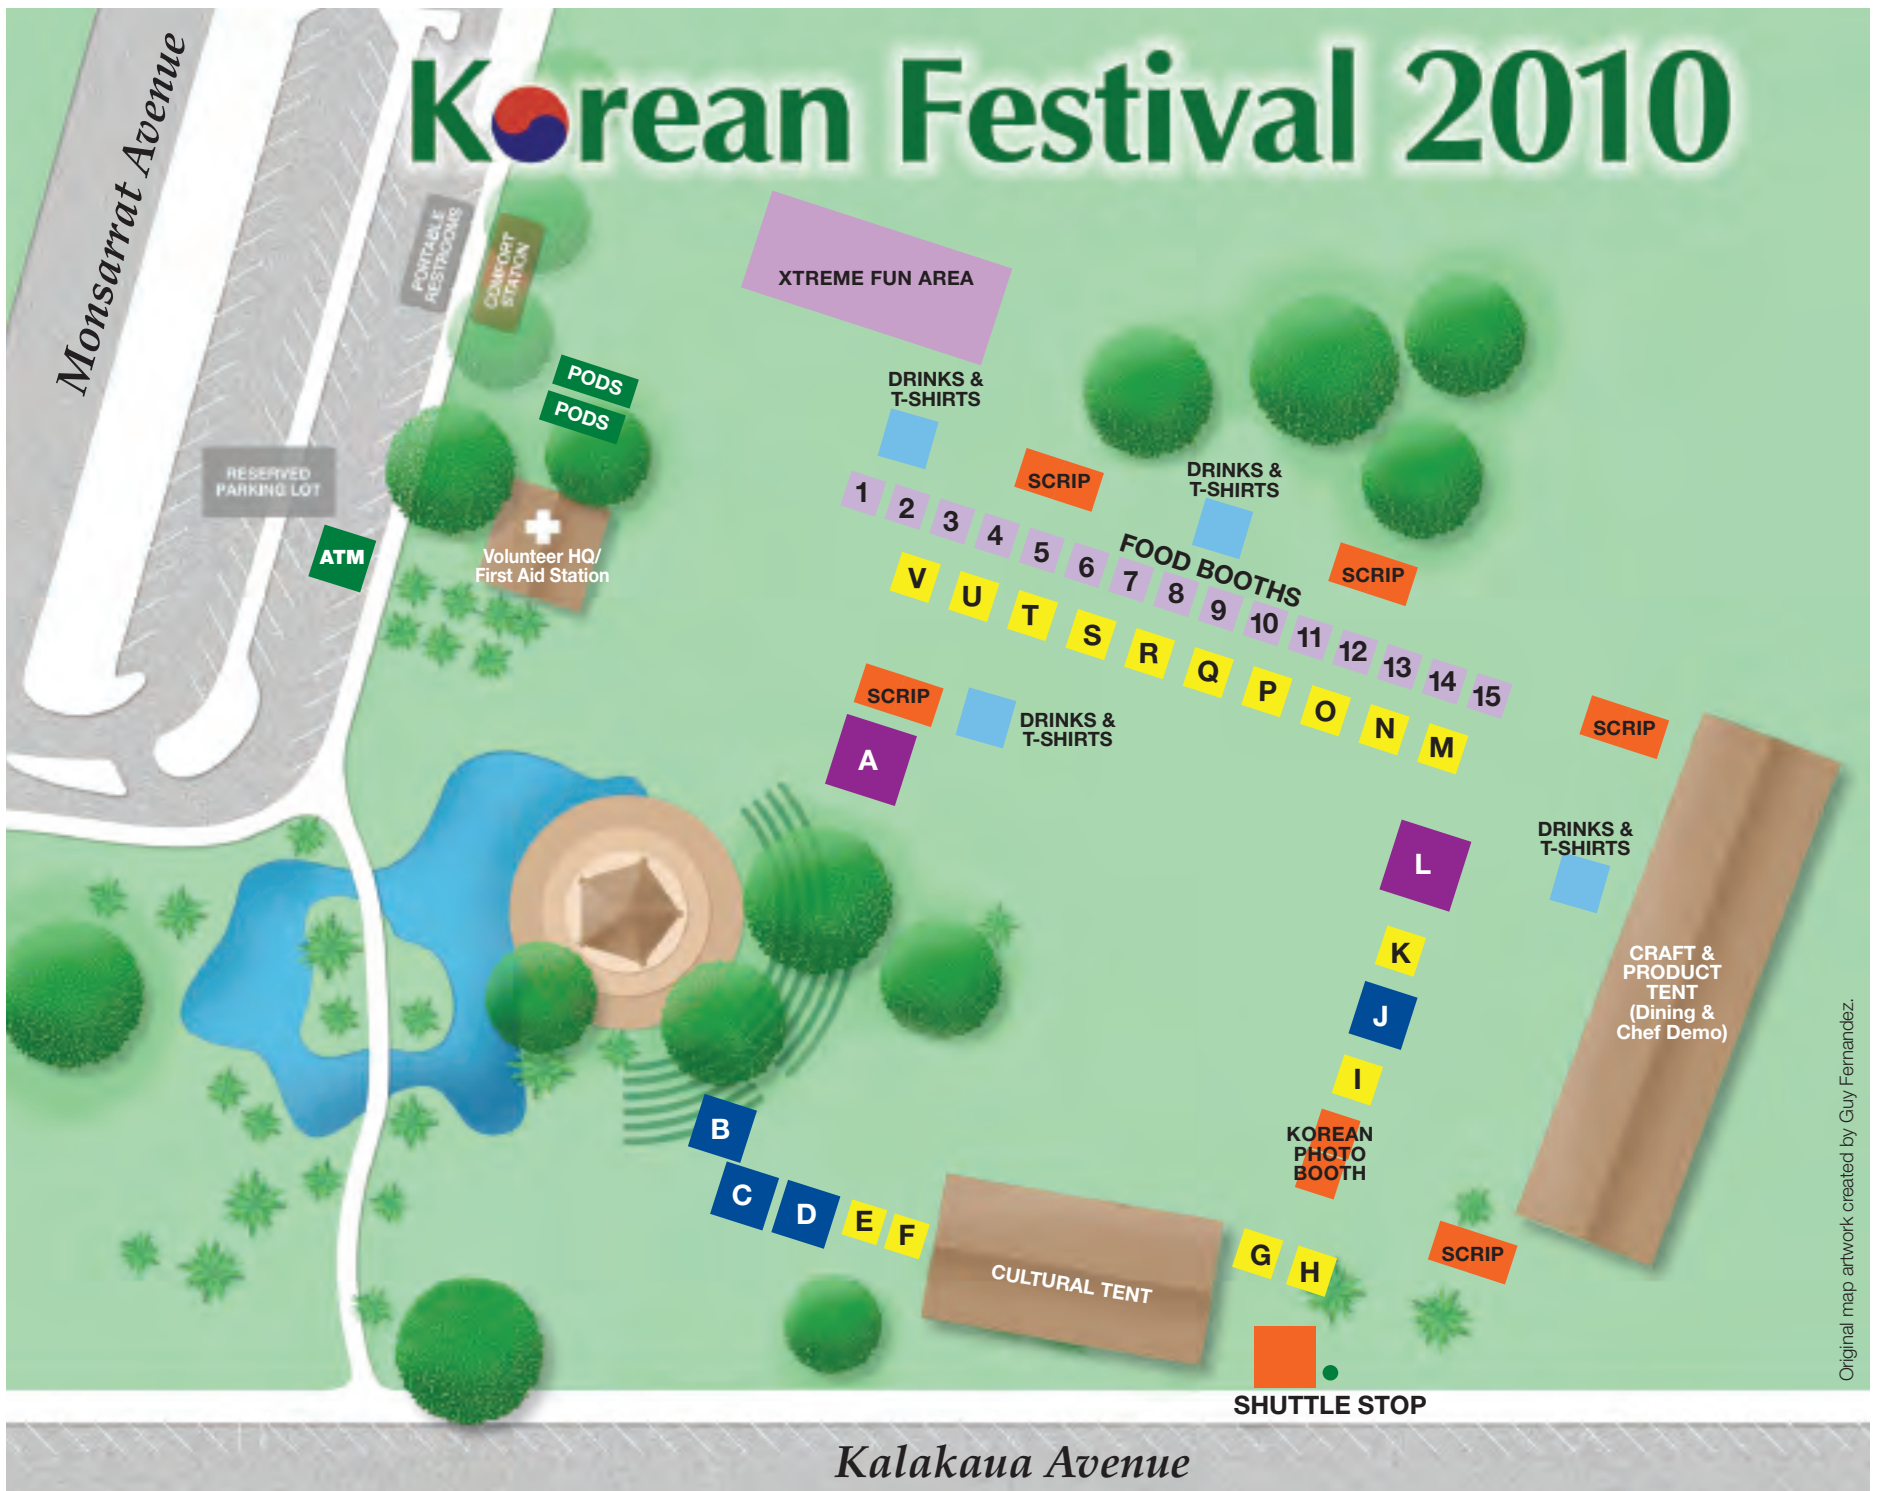 Korean Festival 2010
Monsarrat Avenue
PORTABLE
RESTROOMS
COMFORT
STATION
XTREME FUN AREA
PODS
PODS
DRINKS &
T-SHIRTS
SCRIP
DRINKS &
T-SHIRTS
RESERVED
PARKING LOT
ATM
Volunteer HQ/
First Aid Station
SCRIP
FOOD BOOTHS
1 2 3 4 5 6 7 8 9 10 11 12 13 14 15
V U T S R Q P O N M
SCRIP
DRINKS &
T-SHIRTS
A
SCRIP
DRINKS &
T-SHIRTS
L
K
J
I
CRAFT &
PRODUCT
TENT
(Dining &
Chef Demo)
KOREAN
PHOTO
BOOTH
B
C D E F
CULTURAL TENT
G H
SCRIP
SHUTTLE STOP
Kalakaua Avenue
Original map artwork created by Guy Fernandez.